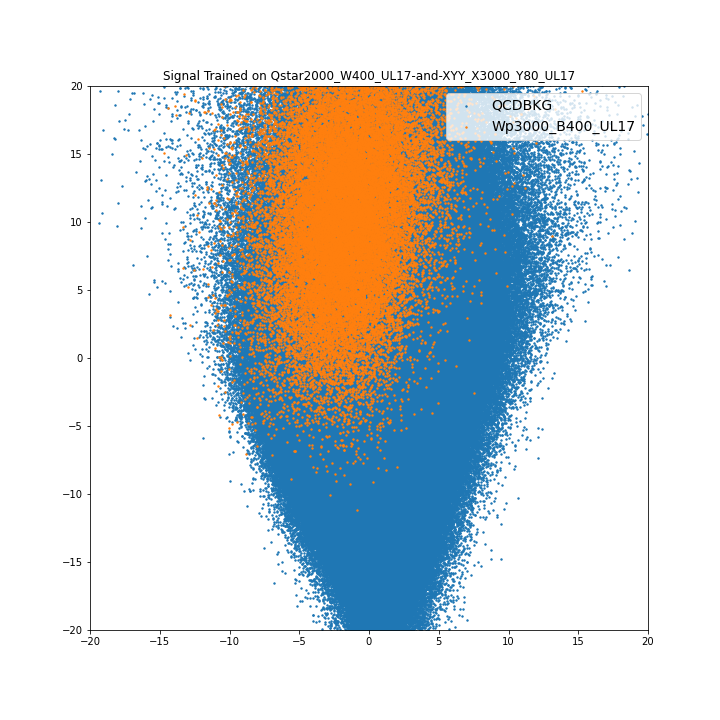 Signal Trained on Qstar2000_W400_UL17-and-XYY_X3000_Y80_UL17
QCDBKG
Wp3000_B400_UL17
20
15
10
5
0
−5
−10
−15
−20
−20 −15 −10 −5 0 5 10 15 20